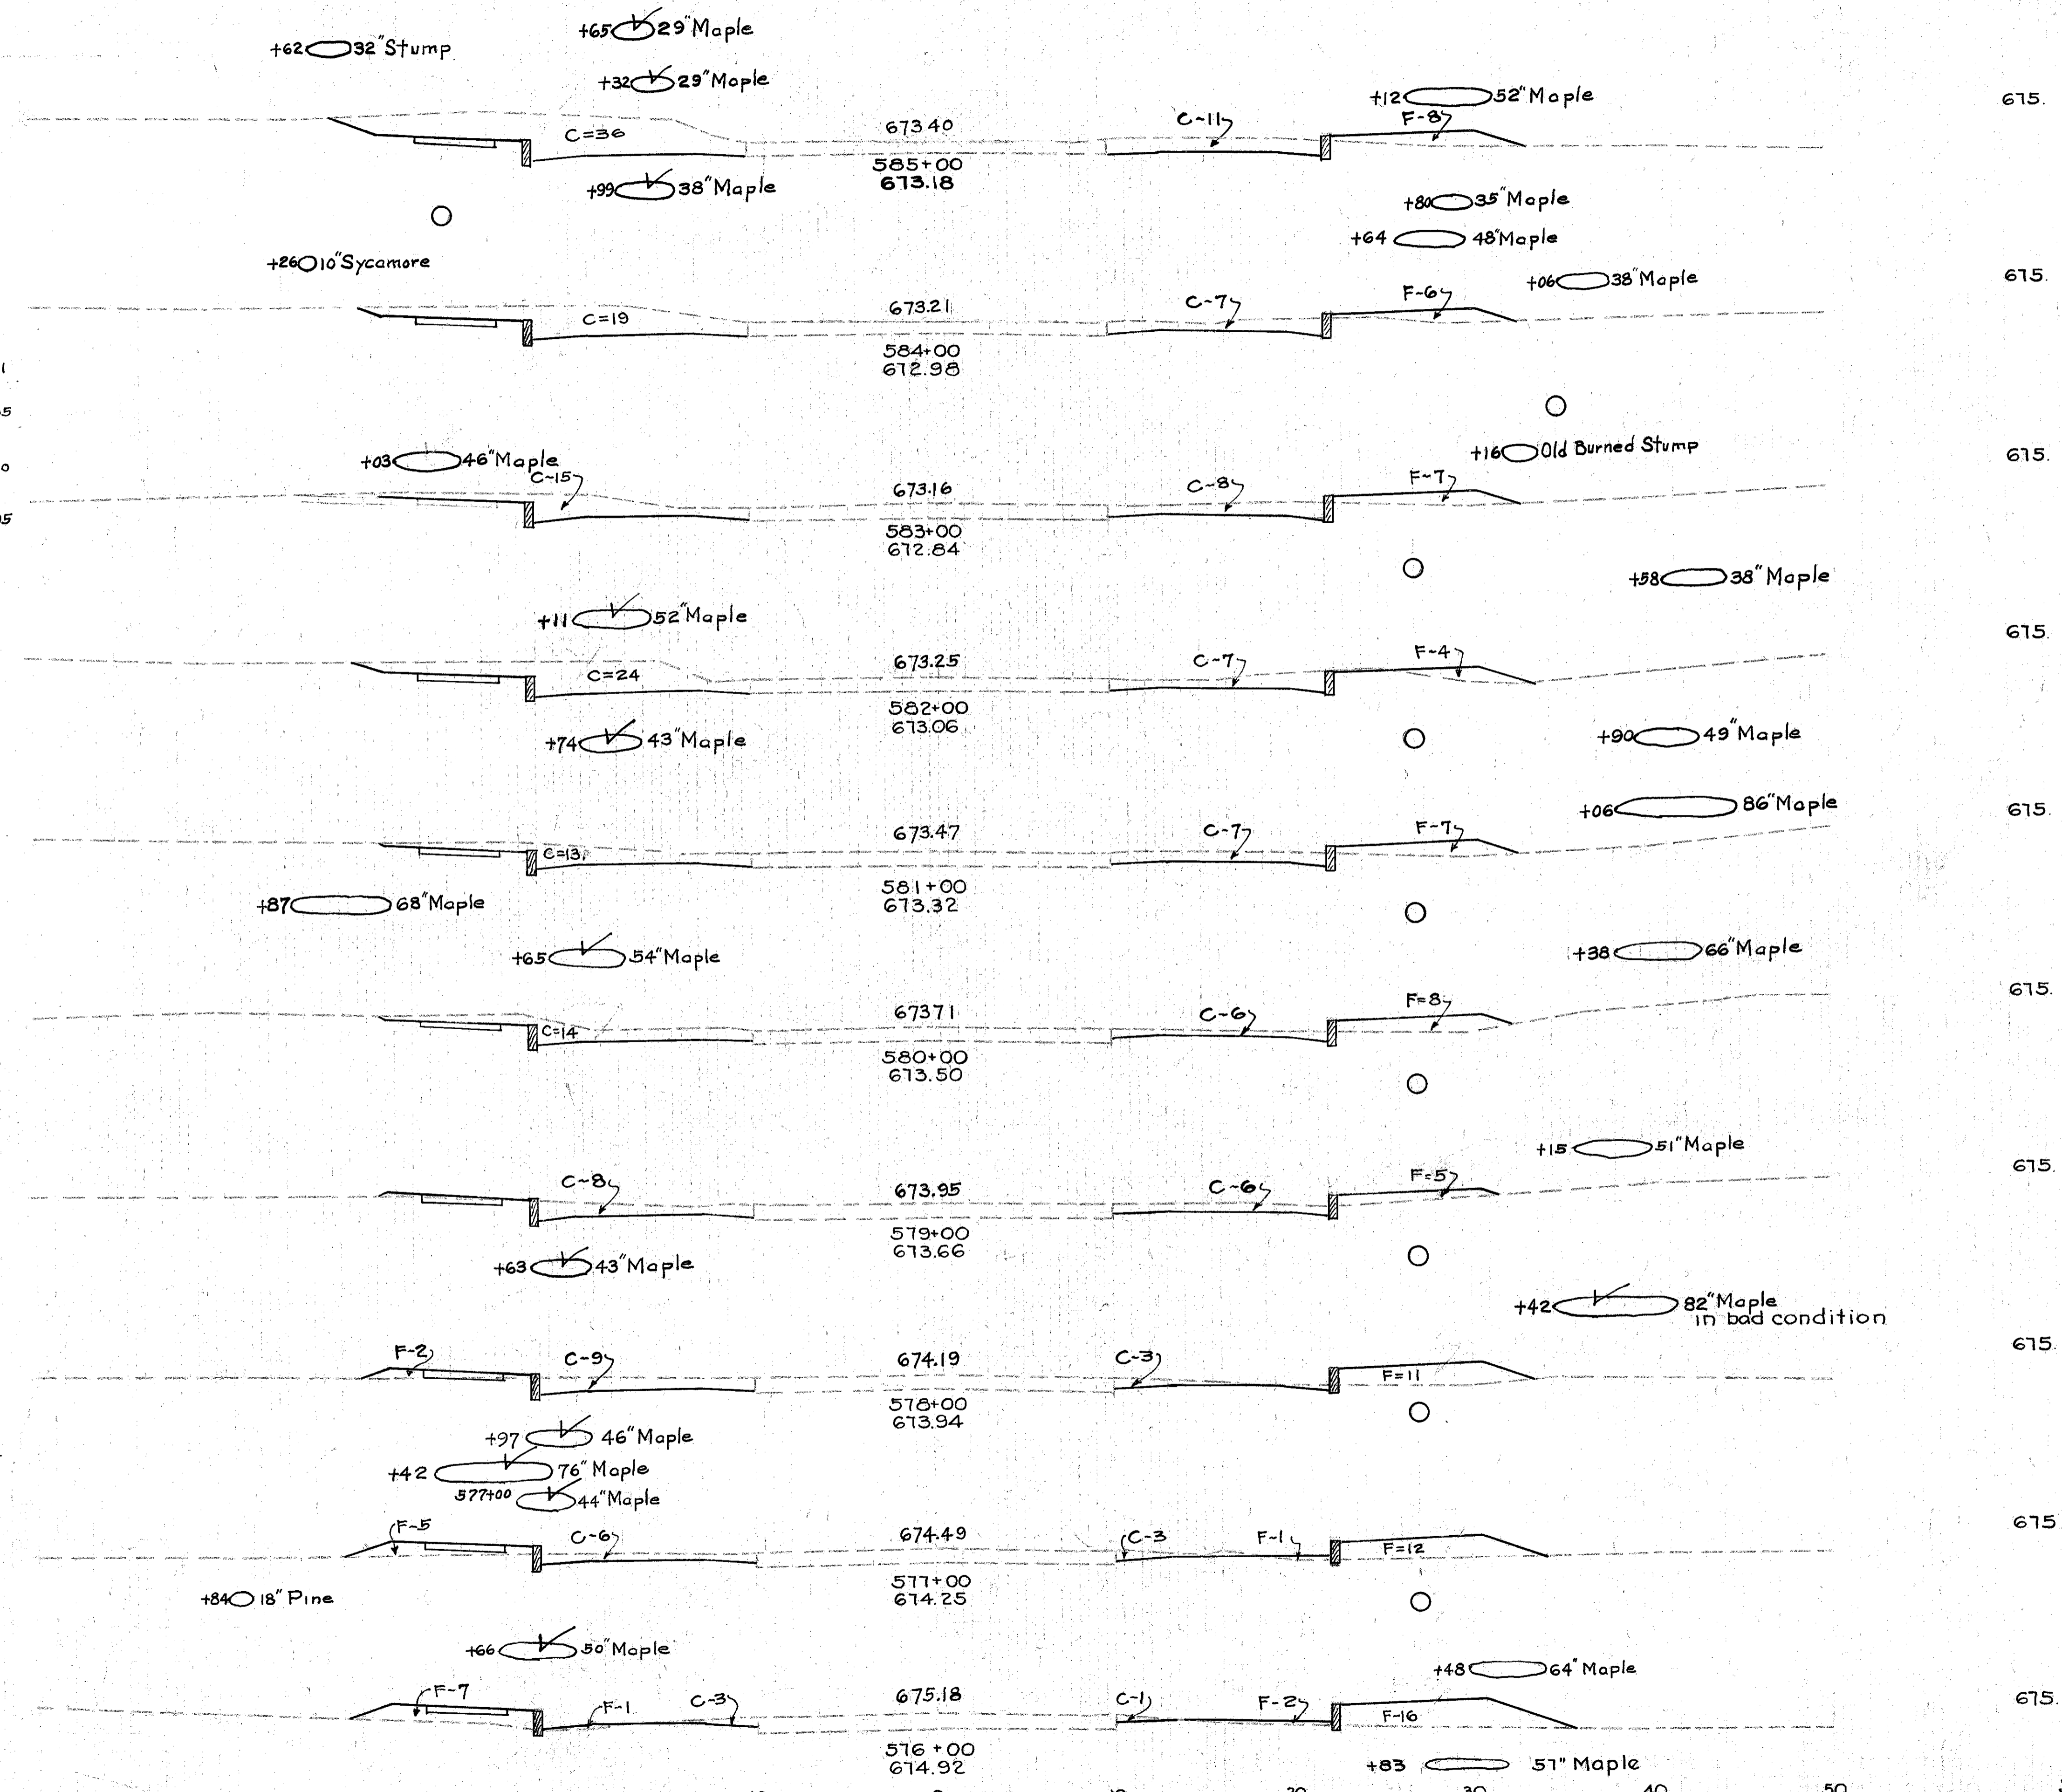 +65 29"Maple
+62 32"Stump
+32 29"Maple
+12 52"Maple
675.
C=36
673.40
C-11
F-8
585+00
673.18
+99 38"Maple
+80 35"Maple
+64 48"Maple
+26 10"Sycamore
+06 38"Maple
675.
C=19
673.21
C-7
F-6
584+00
672.98
+16 Old Burned Stump
+03 46"Maple
675.
C-15
673.16
C-8
F-7
583+00
672.84
+58 38"Maple
+11 52"Maple
675.
C=24
673.25
C-7
F-4
582+00
673.06
+74 43"Maple
+90 49"Maple
+06 86"Maple
675.
C=13
673.47
C-7
F-7
581+00
673.32
+87 68"Maple
+65 54"Maple
+38 66"Maple
675.
C=14
67371
C-6
F=8
580+00
673.50
+15 51"Maple
675.
C-8
673.95
C-6
F=5
579+00
673.66
+63 43"Maple
+42 82"Maple
in bad condition
675.
F-2
C-9
674.19
C-3
F=11
578+00
673.94
+97 46"Maple
+42 76"Maple
577+00 44"Maple
675
F-5
C-6
674.49
C-3
F-1
F=12
577+00
674.25
+84 18" Pine
+66 50"Maple
+48 64"Maple
675.
F-7
F-1
C-3
675.18
C-1
F-2
F-16
576+00
674.92
+83 57" Maple